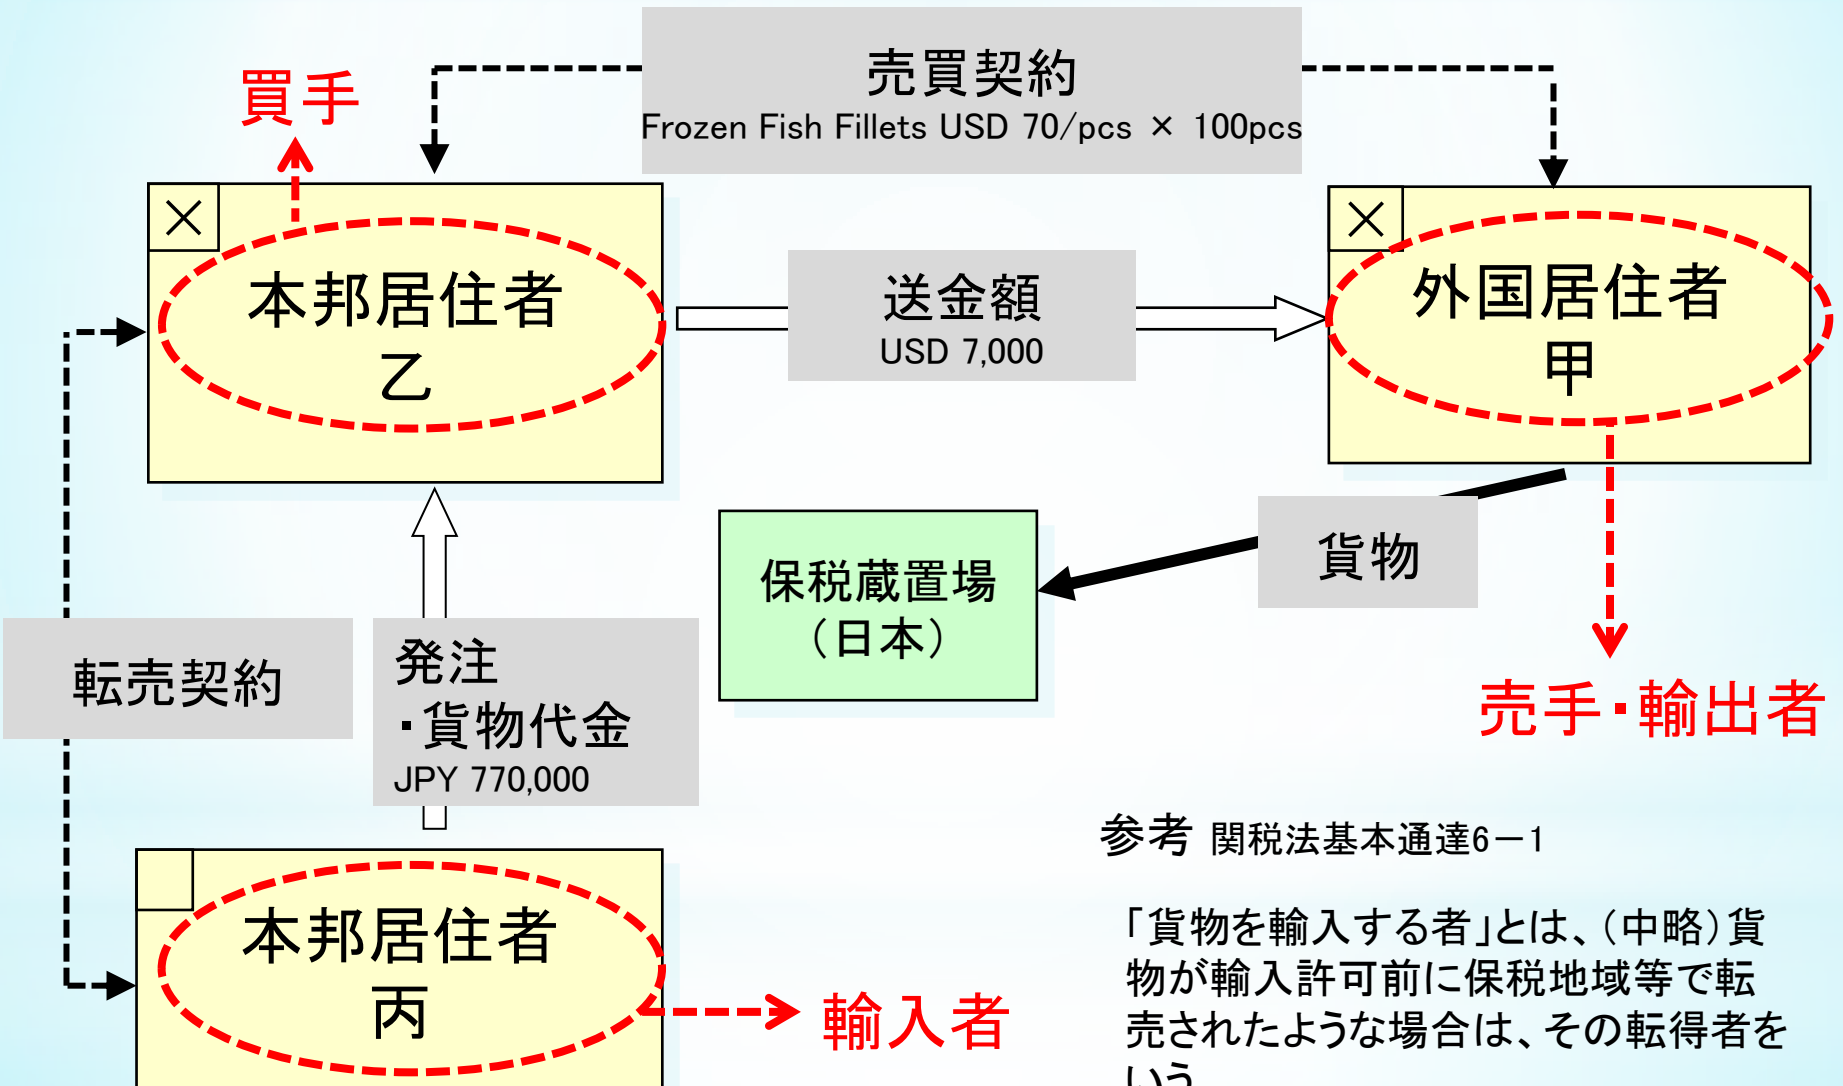 売買契約
Frozen Fish Fillets USD 70/pcs × 100pcs
買手
×
本邦居住者
乙
送金額
USD 7,000
×
外国居住者
甲
保税蔵置場
（日本）
貨物
転売契約
発注
・貨物代金
JPY 770,000
売手・輸出者
本邦居住者
丙
輸入者
参考 関税法基本通達6－1
「貨物を輸入する者」とは、（中略）貨
物が輸入許可前に保税地域等で転
売されたような場合は、その転得者を
いう